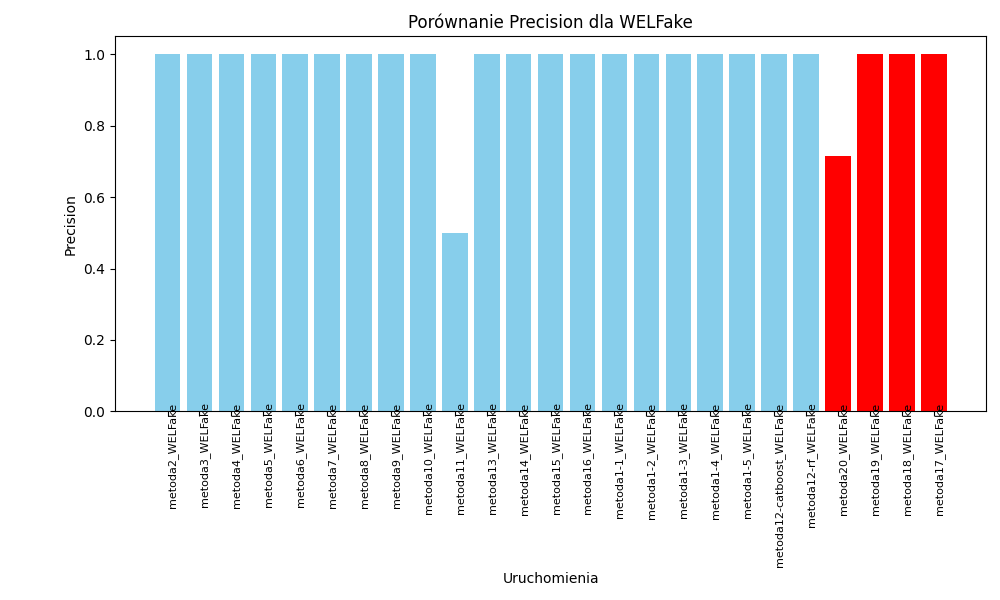 Porównanie Precision dla WELFake
1.0
0.8
0.6
0.4
0.2
0.0
Precision
metoda2_WELFake
metoda3_WELFake
metoda4_WELFake
metoda5_WELFake
metoda6_WELFake
metoda7_WELFake
metoda8_WELFake
metoda9_WELFake
metoda10_WELFake
metoda11_WELFake
metoda13_WELFake
metoda14_WELFake
metoda15_WELFake
metoda16_WELFake
metoda1-1_WELFake
metoda1-2_WELFake
metoda1-3_WELFake
metoda1-4_WELFake
metoda1-5_WELFake
metoda12-catboost_WELFake
metoda12-rf_WELFake
metoda20_WELFake
metoda19_WELFake
metoda18_WELFake
metoda17_WELFake
Uruchomienia